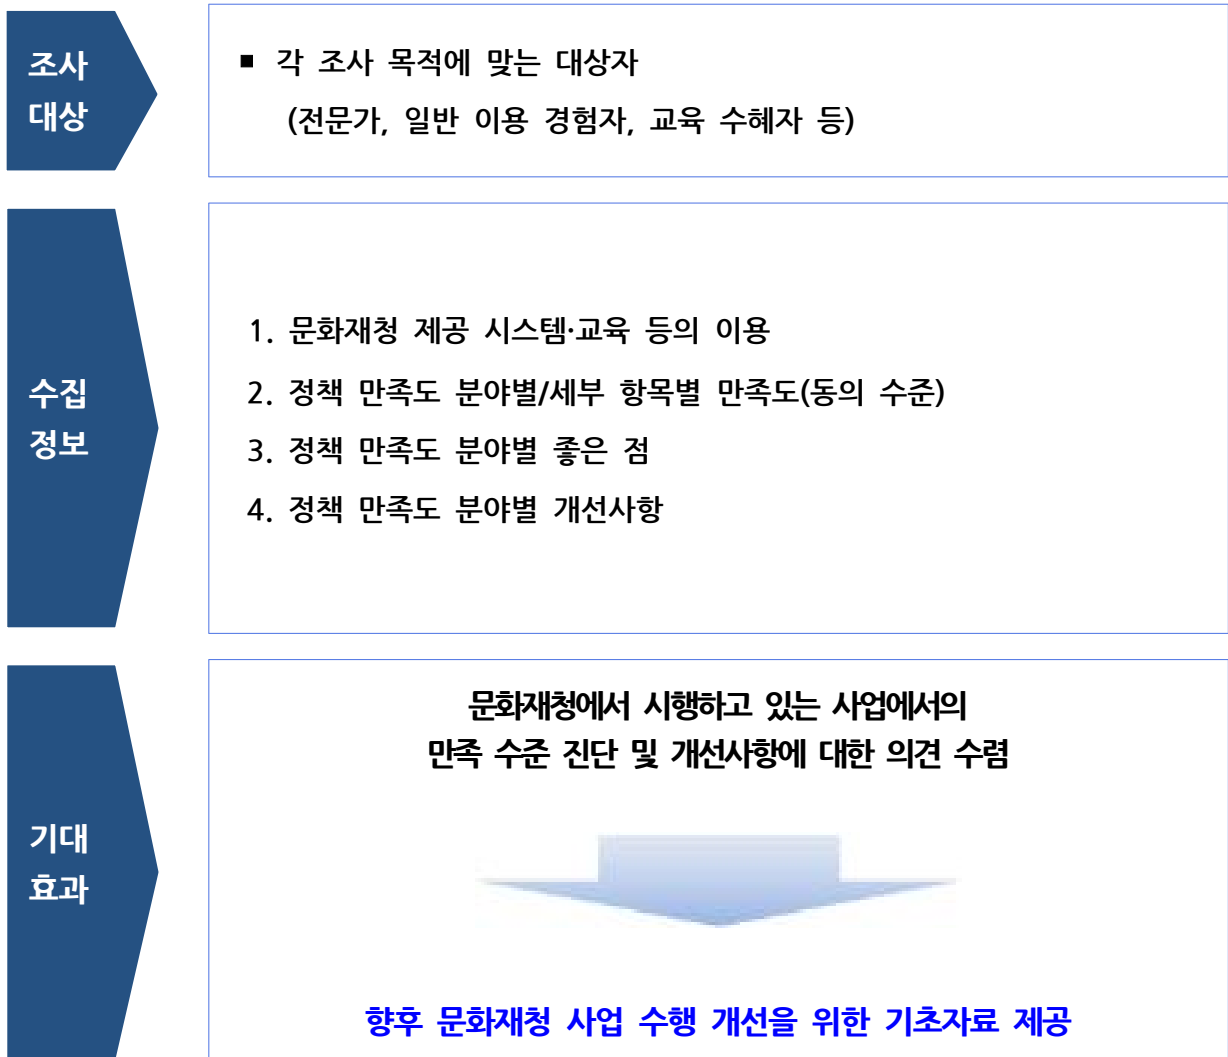 조사
대상
■ 각 조사 목적에 맞는 대상자
(전문가, 일반 이용 경험자, 교육 수혜자 등)
수집
정보
1. 문화재청 제공 시스템·교육 등의 이용
2. 정책 만족도 분야별/세부 항목별 만족도(동의 수준)
3. 정책 만족도 분야별 좋은 점
4. 정책 만족도 분야별 개선사항
기대
효과
문화재청에서 시행하고 있는 사업에서의
만족 수준 진단 및 개선사항에 대한 의견 수렴
향후 문화재청 사업 수행 개선을 위한 기초자료 제공